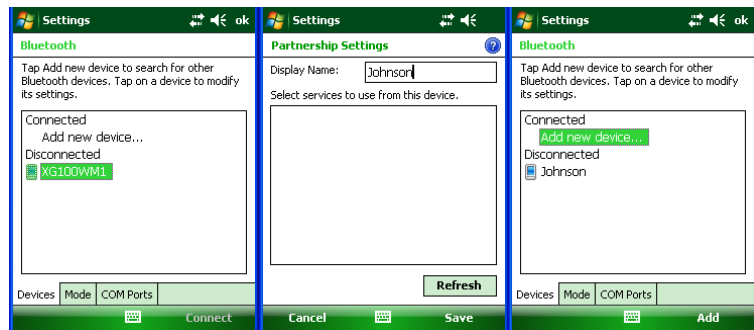 Settings
ok
Bluetooth
Tap Add new device to search for other
Bluetooth devices. Tap on a device to modify
its settings.
Connected
Add new device...
Disconnected
XG100WM1
Devices
Mode
COM Ports
Connect
Settings
Partnership Settings
?
Display Name:
Johnson
Select services to use from this device.
Refresh
Cancel
Save
Settings
ok
Bluetooth
Tap Add new device to search for other
Bluetooth devices. Tap on a device to modify
its settings.
Connected
Add new device...
Disconnected
Johnson
Devices
Mode
COM Ports
Add